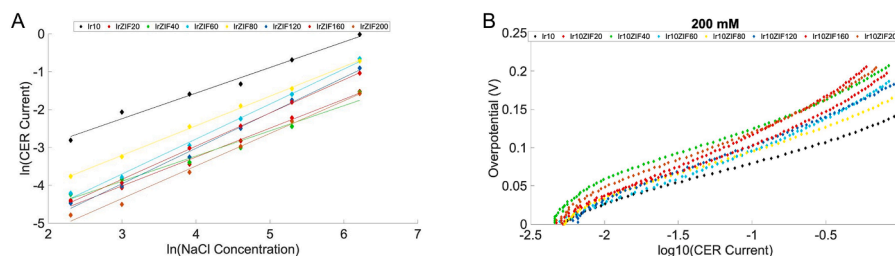 A
Ir10 IrZIF20 IrZIF40 IrZIF60 IrZIF80 IrZIF120 IrZIF160 IrZIF200
0
-1
-2
-3
-4
-5
2 3 4 5 6 7
ln(CER Current)
ln(NaCl Concentration)
B
200 mM
Ir10 Ir10ZIF20 Ir10ZIF40 Ir10ZIF60 Ir10ZIF80 Ir10ZIF120 Ir10ZIF160 Ir10ZIF20
0.25
0.2
0.15
0.1
0.05
0
-2.5 -2 -1.5 -1 -0.5
Overpotential (V)
log10(CER Current)